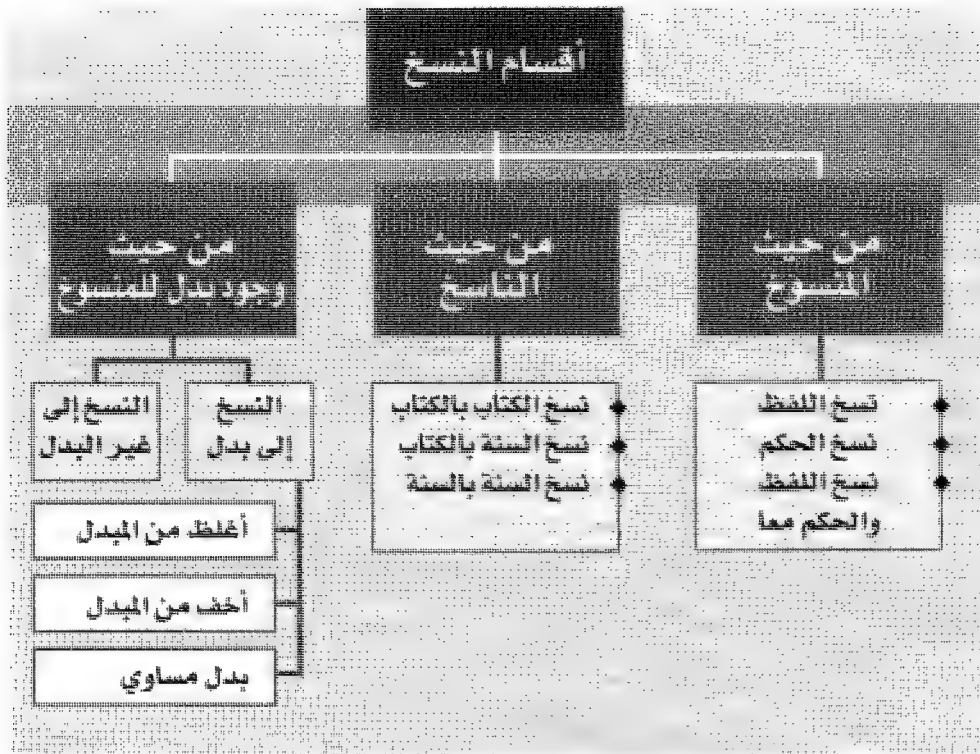 أقسام النسخ
من حيث
المنسوخ
نسخ اللفظ
نسخ الحكم
نسخ اللفظ
والحكم معا
من حيث
الناسخ
نسخ الكتاب بالكتاب
نسخ السنة بالكتاب
نسخ السنة بالسنة
من حيث
وجود بدل للمنسوخ
النسخ
إلى بدل
أغلظ من المبدل
أخف من المبدل
بدل مساوي
النسخ إلى
غير البدل